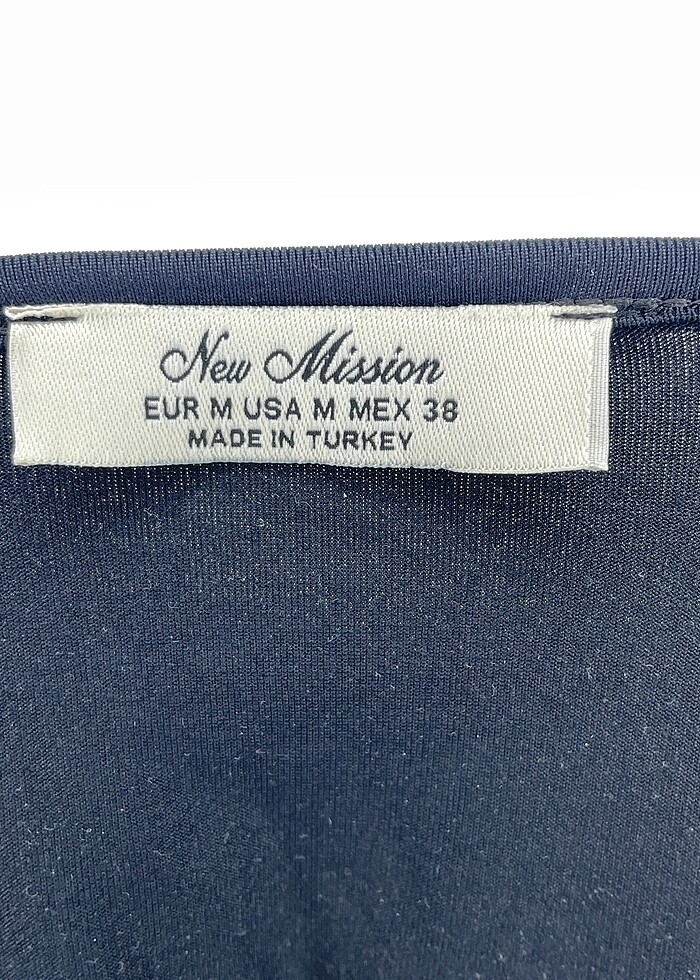 New Mission
EUR M USA M MEX 38
MADE IN TURKEY